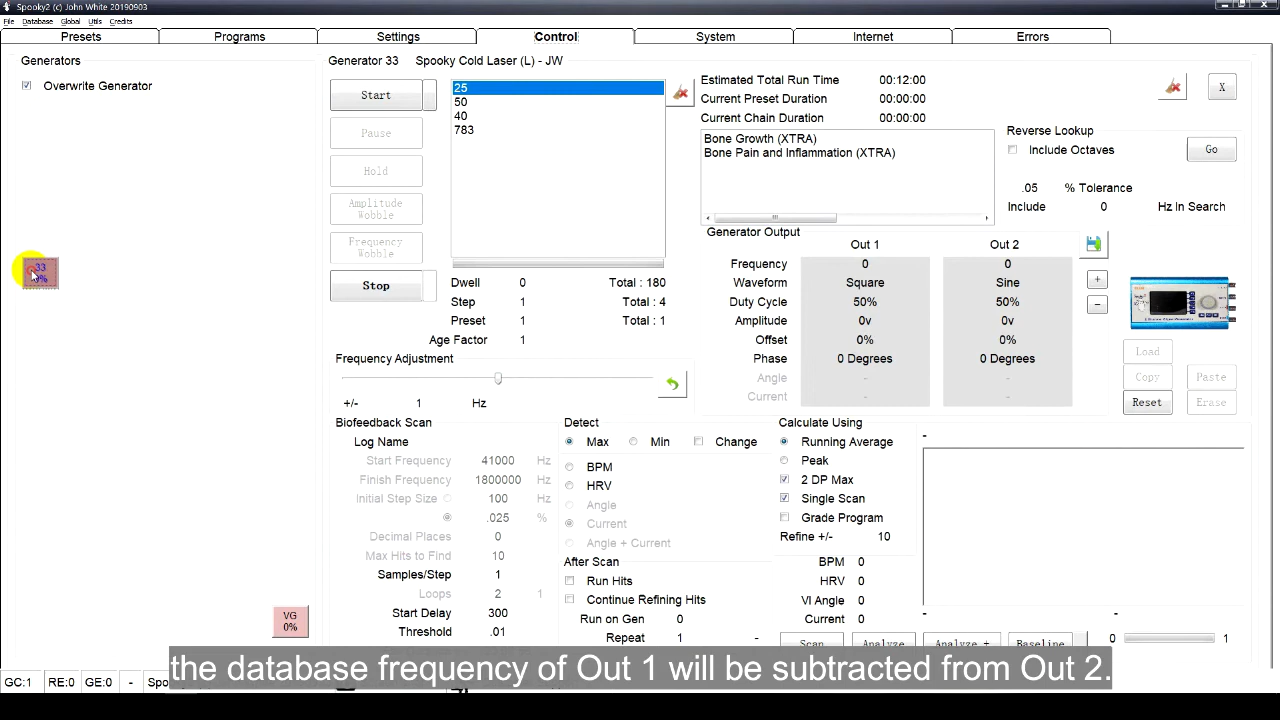 Spooky2 (c) John White 20190903
File Database Global Utils Credits
Presets Programs Settings Control System Internet Errors
Generators
Overwrite Generator
33
0%
VG
0%
Generator 33 Spooky Cold Laser (L) - JW
Start
Pause
Hold
Amplitude
Wobble
Frequency
Wobble
Stop
25
50
40
783
Dwell 0 Total : 180
Step 1 Total : 4
Preset 1 Total : 1
Age Factor 1
Frequency Adjustment
+/- 1 Hz
Estimated Total Run Time 00:12:00
Current Preset Duration 00:00:00
Current Chain Duration 00:00:00
Bone Growth (XTRA)
Bone Pain and Inflammation (XTRA)
X
Reverse Lookup
Include Octaves
Go
.05 % Tolerance
Include 0 Hz In Search
Generator Output
Out 1 Out 2
Frequency 0 0
Waveform Square Sine
Duty Cycle 50% 50%
Amplitude 0v 0v
Offset 0% 0%
Phase 0 Degrees 0 Degrees
Angle - -
Current - -
+
-
Load
Copy Paste
Reset Erase
Biofeedback Scan
Log Name
Start Frequency 41000 Hz
Finish Frequency 1800000 Hz
Initial Step Size 100 Hz
.025 %
Decimal Places 0
Max Hits to Find 10
Samples/Step 1
Loops 2 1
Start Delay 300
Threshold .01
Detect
Max Min Change
BPM
HRV
Angle
Current
Angle + Current
After Scan
Run Hits
Continue Refining Hits
Run on Gen 0
Repeat 1 -
Calculate Using
Running Average
Peak
2 DP Max
Single Scan
Grade Program
Refine +/- 10
BPM 0
HRV 0
VI Angle 0
Current 0
-
- -
Scan Analyze Analyze + Baseline 0 1
GC:1 RE:0 GE:0 - Spo
the database frequency of Out 1 will be subtracted from Out 2.